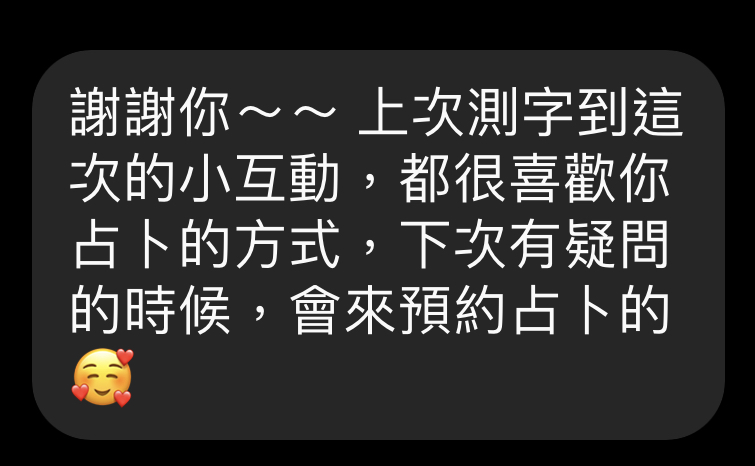 謝謝你～～ 上次測字到這
次的小互動，都很喜歡你
占卜的方式，下次有疑問
的時候，會來預約占卜的
🥰